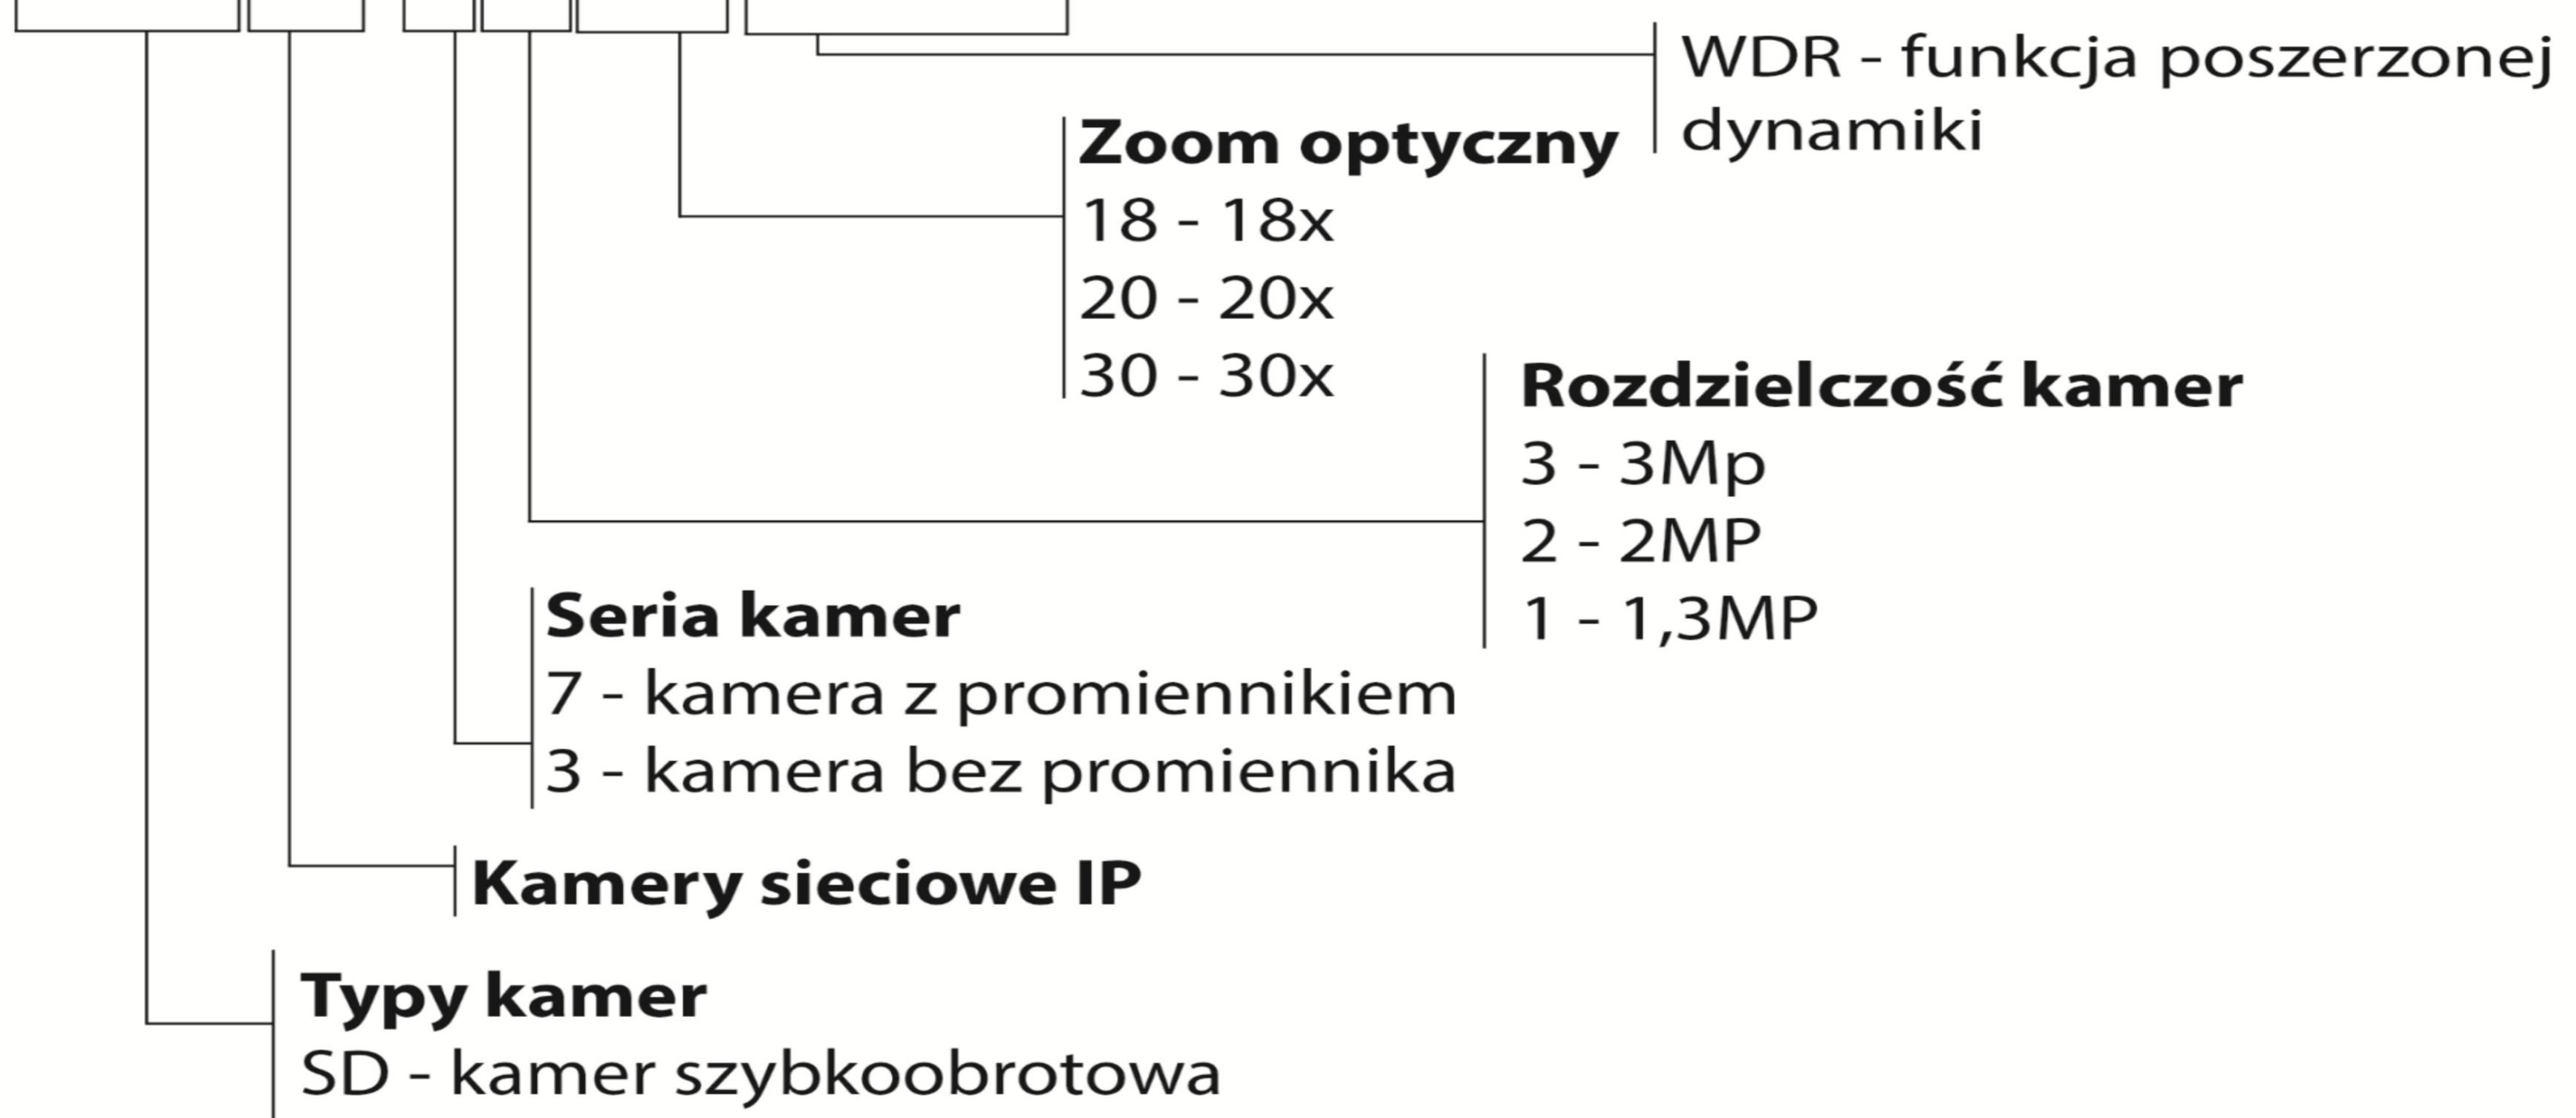 WDR - funkcja poszerzonej
dynamiki
Zoom optyczny
18 - 18x
20 - 20x
30 - 30x
Rozdzielczość kamer
3 - 3Mp
2 - 2MP
1 - 1,3MP
Seria kamer
7 - kamera z promiennikiem
3 - kamera bez promiennika
Kamery sieciowe IP
Typy kamer
SD - kamer szybkoobrotowa